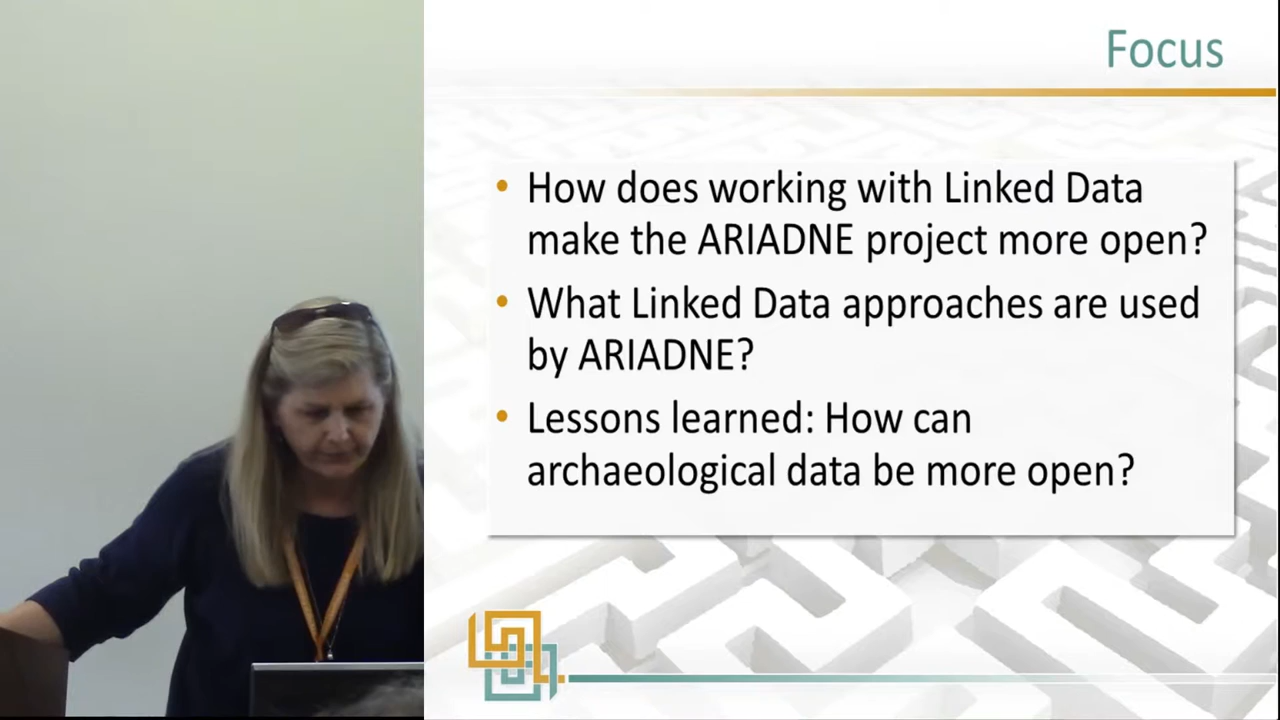 Focus
• How does working with Linked Data
make the ARIADNE project more open?
• What Linked Data approaches are used
by ARIADNE?
• Lessons learned: How can
archaeological data be more open?